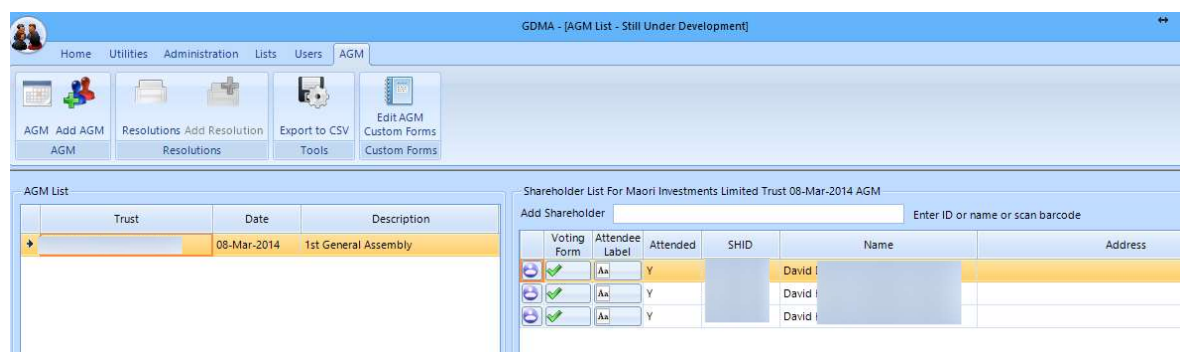 GDMA - [AGM List - Still Under Development]
Home Utilities Administration Lists Users AGM
AGM Add AGM Resolutions Add Resolution Export to CSV Edit AGM Custom Forms
AGM Resolutions Tools Custom Forms
AGM List
Trust Date Description
08-Mar-2014 1st General Assembly
Shareholder List For Maori Investments Limited Trust 08-Mar-2014 AGM
Add Shareholder Enter ID or name or scan barcode
Voting Form Attendee Label Attended SHID Name Address
Aa Y David
Aa Y David
Aa Y David